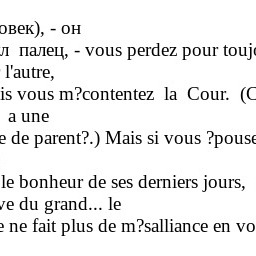 овек), - он
л палец, - vous perdez pour toujo
l'autre,
is vous m?contentez la Cour. (C
a une
e de parent?.) Mais si vous ?pouse
le bonheur de ses derniers jours,
ve du grand... le
e ne fait plus de m?salliance en vo